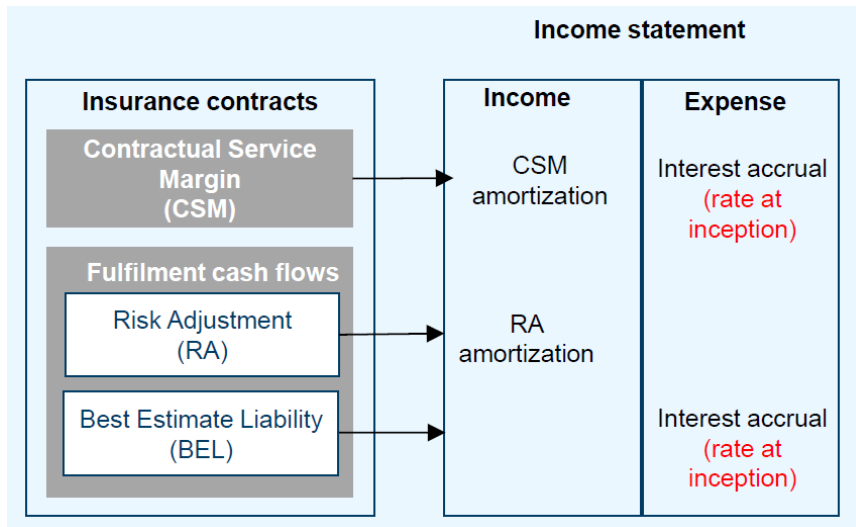 Income statement
Insurance contracts
Contractual Service
Margin
(CSM)
Fulfilment cash flows
Risk Adjustment
(RA)
Best Estimate Liability
(BEL)
Income
CSM
amortization
RA
amortization
Expense
Interest accrual
(rate at
inception)
Interest accrual
(rate at
inception)